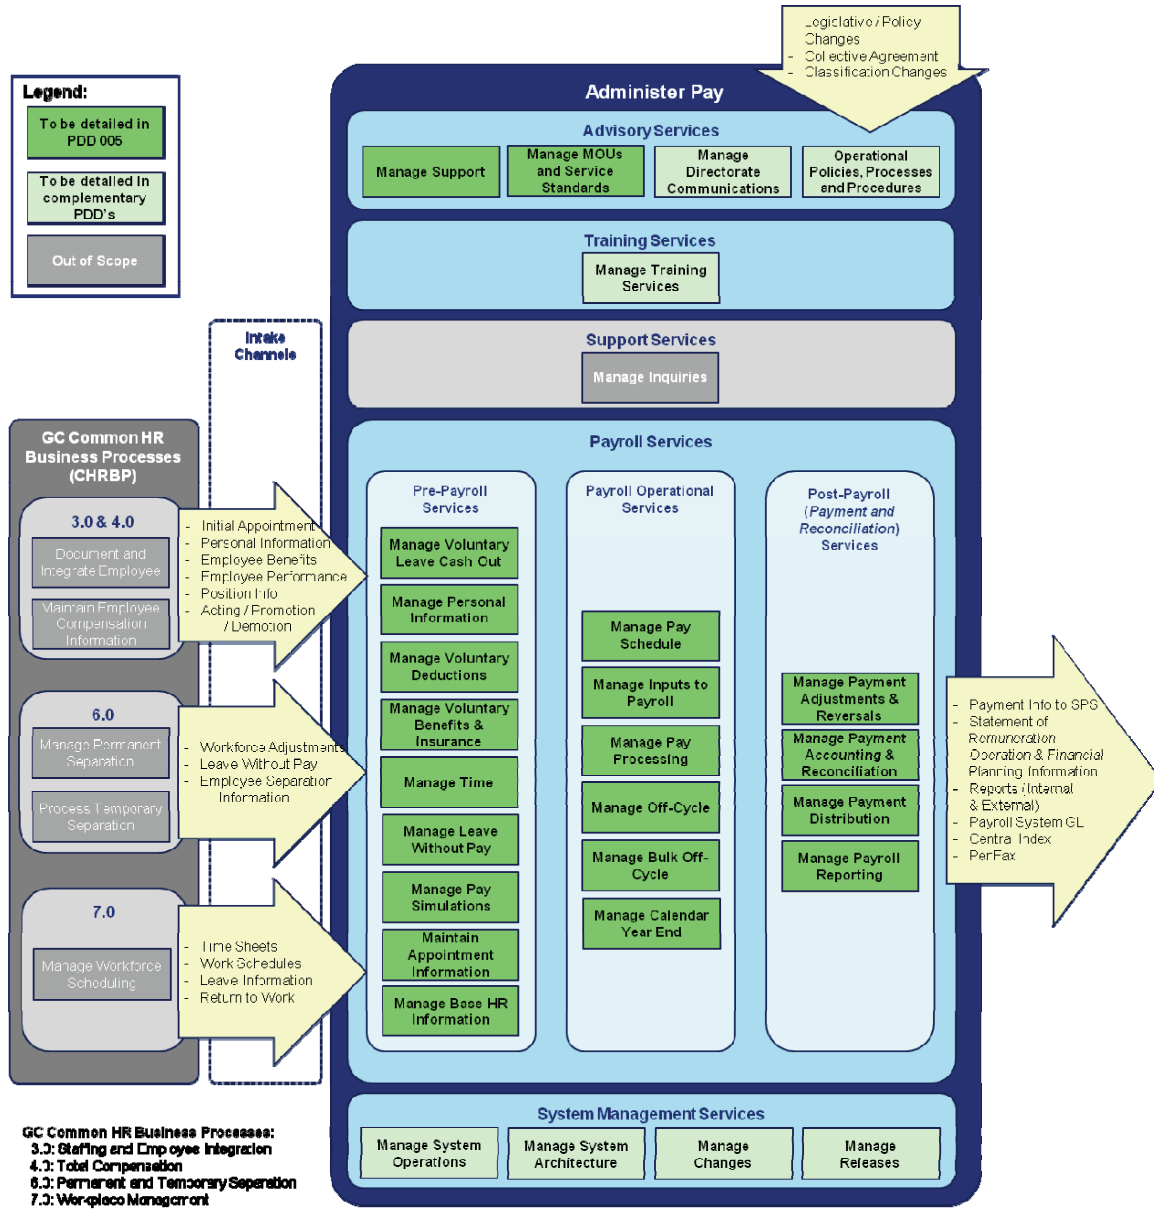 Legislative / Policy
Changes
- Collective Agreement
- Classification Changes
Legend:
To be detailed in
PDD 005
To be detailed in
complementary
PDD's
Out of Scope
Administer Pay
Advisory Services
Manage Support
Manage MOUs
and Service
Standards
Manage
Directorate
Communications
Operational
Policies, Processes
and Procedures
Training Services
Manage Training
Services
Support Services
Manage Inquiries
Intake
Channels
GC Common HR
Business Processes
(CHRBP)
3.0 & 4.0
Document and
Integrate Employee
Maintain Employee
Compensation
Information
6.0
Manage Permanent
Separation
Process Temporary
Separation
7.0
Manage Workforce
Scheduling
- Initial Appointment
- Personal Information
- Employee Benefits
- Employee Performance
- Position Info
- Acting / Promotion
/ Demotion
- Workforce Adjustments
- Leave Without Pay
- Employee Separation
Information
- Time Sheets
- Work Schedules
- Leave Information
- Return to Work
Payroll Services
Pre-Payroll
Services
Manage Voluntary
Leave Cash Out
Manage Personal
Information
Manage Voluntary
Deductions
Manage Voluntary
Benefits &
Insurance
Manage Time
Manage Leave
Without Pay
Manage Pay
Simulations
Maintain
Appointment
Information
Manage Base HR
Information
Payroll Operational
Services
Manage Pay
Schedule
Manage Inputs to
Payroll
Manage Pay
Processing
Manage Off-Cycle
Manage Bulk Off-
Cycle
Manage Calendar
Year End
Post-Payroll
(Payment and
Reconciliation)
Services
Manage Payment
Adjustments &
Reversals
Manage Payment
Accounting &
Reconciliation
Manage Payment
Distribution
Manage Payroll
Reporting
- Payment Info to SPS
- Statement of
Remuneration
Operation & Financial
Planning Information
- Reports (Internal
& External)
- Payroll System GL
- Central Index
- PenFax
System Management Services
Manage System
Operations
Manage System
Architecture
Manage
Changes
Manage
Releases
GC Common HR Business Processes:
3.0: Staffing and Employee Integration
4.0: Total Compensation
6.0: Permanent and Temporary Separation
7.0: Workplace Management